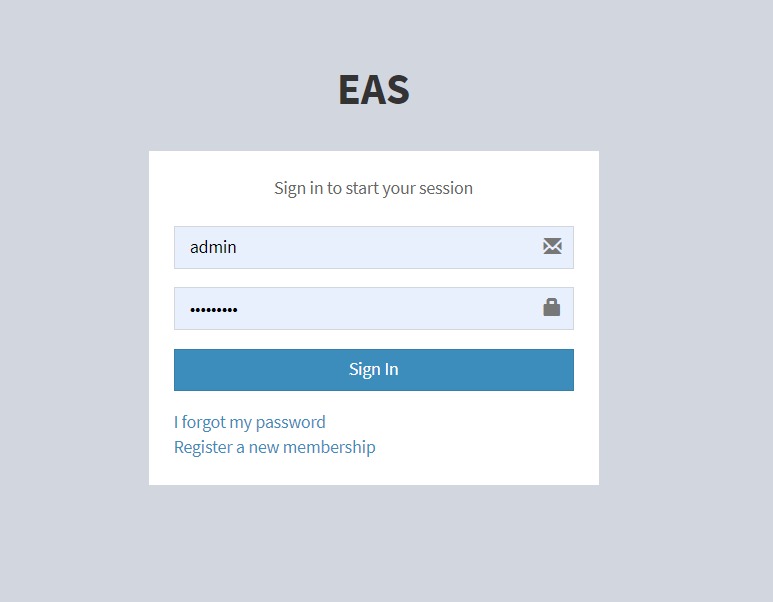 EAS
Sign in to start your session
admin
•••••••••
Sign In
I forgot my password
Register a new membership